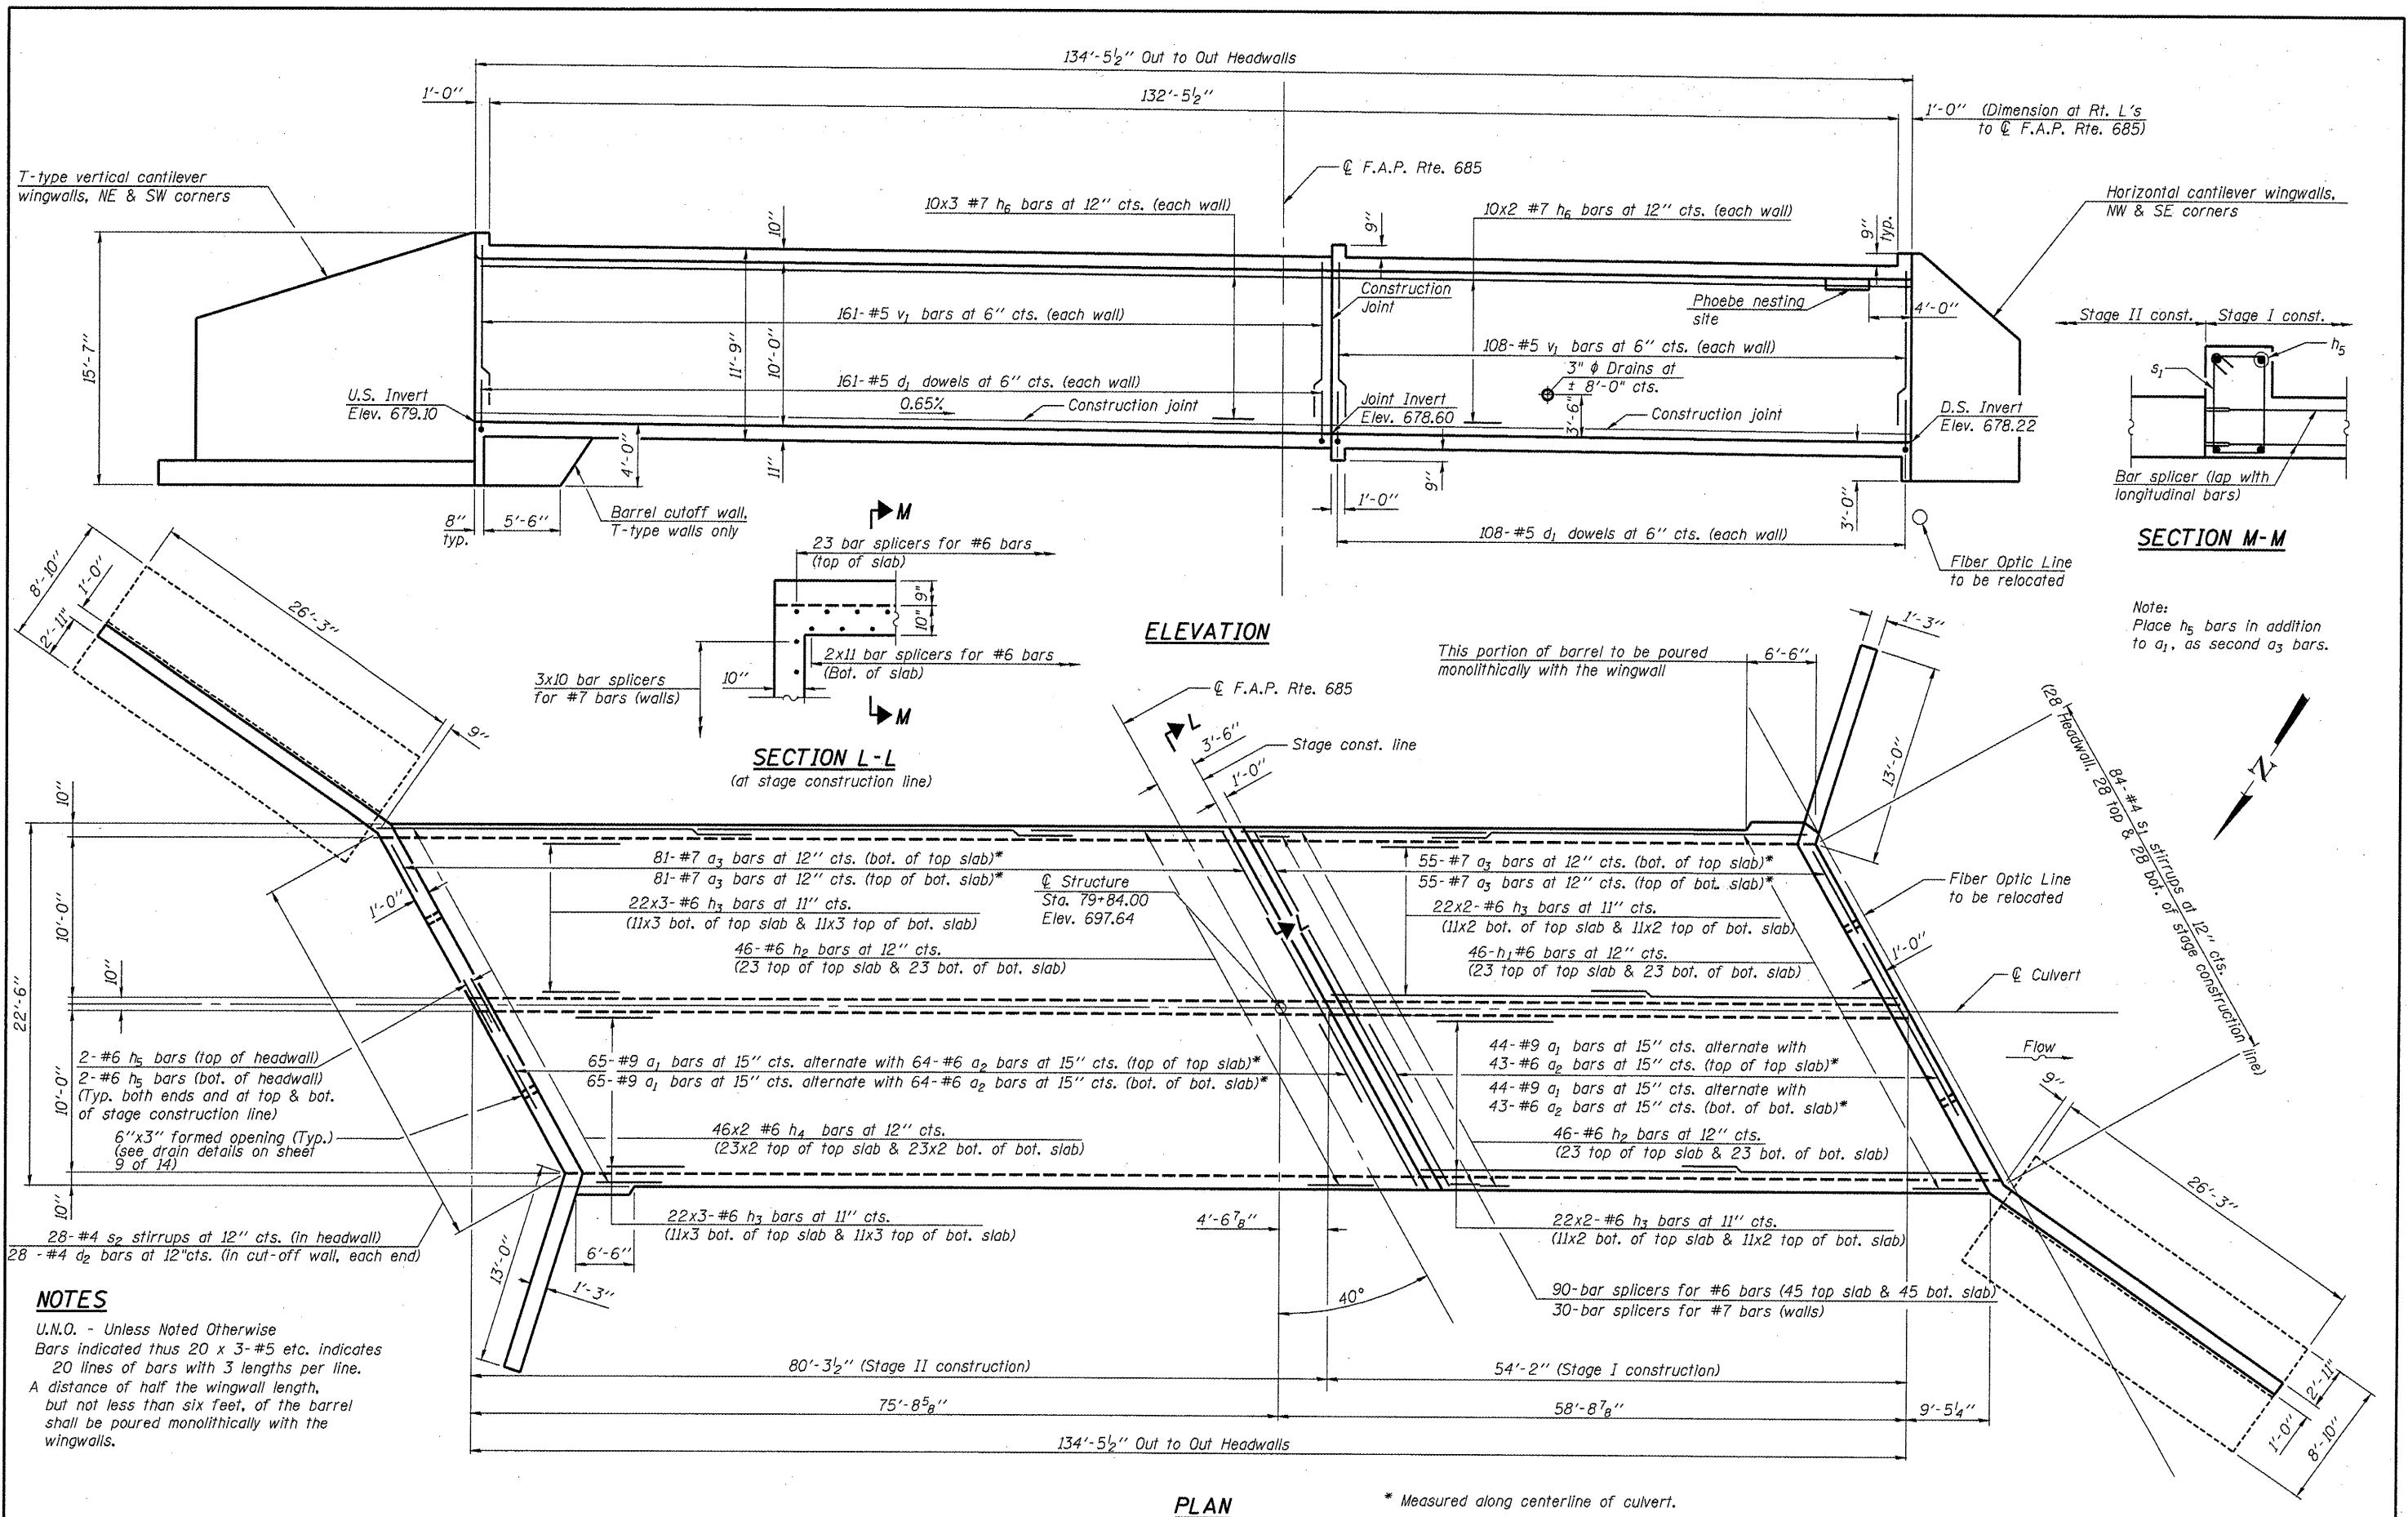 134'-5½" Out to Out Headwalls
1'-0"
132'-5½"
1'-0" (Dimension at Rt. L's
to ℄ F.A.P. Rte. 685)
℄ F.A.P. Rte. 685
T-type vertical cantilever
wingwalls, NE & SW corners
10x3 #7 h₆ bars at 12" cts. (each wall)
10x2 #7 h₆ bars at 12" cts. (each wall)
Horizontal cantilever wingwalls,
NW & SE corners
10"
9"
9"
typ.
15'-7"
Construction
Joint
Phoebe nesting
site
4'-0"
161-#5 v₁ bars at 6" cts. (each wall)
11'-9"
10'-0"
108-#5 v₁ bars at 6" cts. (each wall)
161-#5 d₁ dowels at 6" cts. (each wall)
3" φ Drains at
± 8'-0" cts.
U.S. Invert
Elev. 679.10
0.65%
Construction joint
Joint Invert
Elev. 678.60
3'-6"
Construction joint
D.S. Invert
Elev. 678.22
4'-0"
11"
9"
8"
typ.
5'-6"
Barrel cutoff wall,
T-type walls only
1'-0"
3'-0"
108-#5 d₁ dowels at 6" cts. (each wall)
Fiber Optic Line
to be relocated
ELEVATION
Stage II const.
Stage I const.
s₁
h₅
Bar splicer (lap with
longitudinal bars)
SECTION M-M
Note:
Place h₅ bars in addition
to a₁, as second a₃ bars.
M
23 bar splicers for #6 bars
(top of slab)
9"
10"
2x11 bar splicers for #6 bars
(Bot. of slab)
3x10 bar splicers
for #7 bars (walls)
10"
M
SECTION L-L
(at stage construction line)
8'-10"
1'-0"
2'-11"
26'-3"
9"
℄ F.A.P. Rte. 685
L
3'-6"
Stage const. line
1'-0"
This portion of barrel to be poured
monolithically with the wingwall
6'-6"
1'-3"
13'-0"
84-#4 s₁ stirrups at 12" cts.
(28 Headwall, 28 top & 28 bot. of stage construction line)
N
10"
10'-0"
10"
22'-6"
10'-0"
10"
81-#7 a₃ bars at 12" cts. (bot. of top slab)*
81-#7 a₃ bars at 12" cts. (top of bot. slab)*
55-#7 a₃ bars at 12" cts. (bot. of top slab)*
55-#7 a₃ bars at 12" cts. (top of bot. slab)*
℄ Structure
Sta. 79+84.00
Elev. 697.64
L
1'-0"
22x3-#6 h₃ bars at 11" cts.
(11x3 bot. of top slab & 11x3 top of bot. slab)
22x2-#6 h₃ bars at 11" cts.
(11x2 bot. of top slab & 11x2 top of bot. slab)
Fiber Optic Line
to be relocated
46-#6 h₂ bars at 12" cts.
(23 top of top slab & 23 bot. of bot. slab)
46-h₁#6 bars at 12" cts.
(23 top of top slab & 23 bot. of bot. slab)
1'-0"
℄ Culvert
2-#6 h₅ bars (top of headwall)
2-#6 h₅ bars (bot. of headwall)
(Typ. both ends and at top & bot.
of stage construction line)
6"x3" formed opening (Typ.)
(see drain details on sheet
9 of 14)
65-#9 a₁ bars at 15" cts. alternate with 64-#6 a₂ bars at 15" cts. (top of top slab)*
65-#9 a₁ bars at 15" cts. alternate with 64-#6 a₂ bars at 15" cts. (bot. of bot. slab)*
44-#9 a₁ bars at 15" cts. alternate with
43-#6 a₂ bars at 15" cts. (top of top slab)*
44-#9 a₁ bars at 15" cts. alternate with
43-#6 a₂ bars at 15" cts. (bot. of bot. slab)*
Flow
9"
46x2 #6 h₄ bars at 12" cts.
(23x2 top of top slab & 23x2 bot. of bot. slab)
46-#6 h₂ bars at 12" cts.
(23 top of top slab & 23 bot. of bot. slab)
26'-3"
22x3-#6 h₃ bars at 11" cts.
(11x3 bot. of top slab & 11x3 top of bot. slab)
4'-6⅞"
22x2-#6 h₃ bars at 11" cts.
(11x2 bot. of top slab & 11x2 top of bot. slab)
28-#4 s₂ stirrups at 12" cts. (in headwall)
28 -#4 d₂ bars at 12"cts. (in cut-off wall, each end)
6'-6"
13'-0"
1'-3"
40°
90-bar splicers for #6 bars (45 top slab & 45 bot. slab)
30-bar splicers for #7 bars (walls)
NOTES
U.N.O. - Unless Noted Otherwise
Bars indicated thus 20 x 3-#5 etc. indicates
20 lines of bars with 3 lengths per line.
A distance of half the wingwall length,
but not less than six feet, of the barrel
shall be poured monolithically with the
wingwalls.
80'-3½" (Stage II construction)
54'-2" (Stage I construction)
75'-8⅝"
58'-8⅞"
9'-5¼"
134'-5½" Out to Out Headwalls
2'-11"
1'-0"
8'-10"
PLAN
* Measured along centerline of culvert.